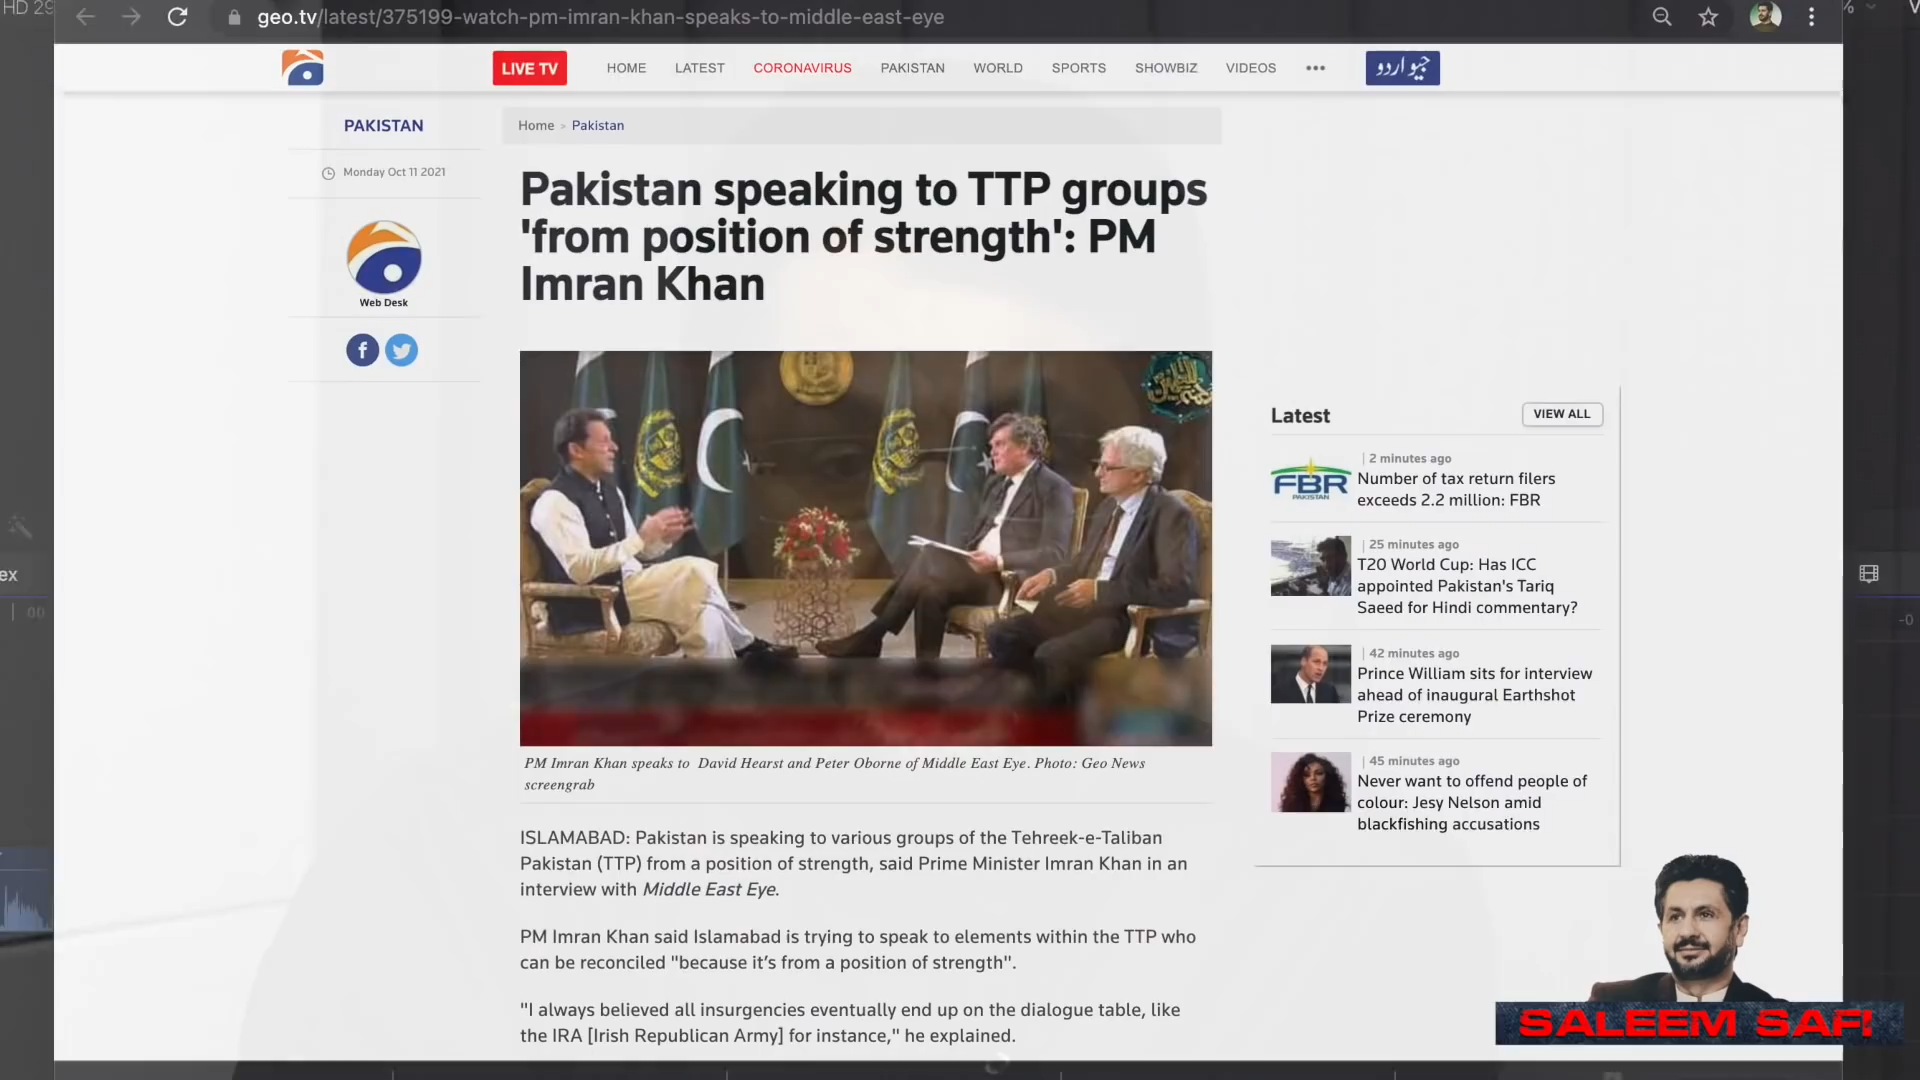 HD 29
geo.tv/latest/375199-watch-pm-imran-khan-speaks-to-middle-east-eye
LIVE TV
HOME
LATEST
CORONAVIRUS
PAKISTAN
WORLD
SPORTS
SHOWBIZ
VIDEOS
•••
جیو اردو
PAKISTAN
Monday Oct 11 2021
Web Desk
Home > Pakistan
Pakistan speaking to TTP groups
'from position of strength': PM
Imran Khan
PM Imran Khan speaks to David Hearst and Peter Oborne of Middle East Eye. Photo: Geo News
screengrab
ISLAMABAD: Pakistan is speaking to various groups of the Tehreek-e-Taliban
Pakistan (TTP) from a position of strength, said Prime Minister Imran Khan in an
interview with Middle East Eye.
PM Imran Khan said Islamabad is trying to speak to elements within the TTP who
can be reconciled "because it's from a position of strength".
"I always believed all insurgencies eventually end up on the dialogue table, like
the IRA [Irish Republican Army] for instance," he explained.
Latest
VIEW ALL
| 2 minutes ago
FBR
PAKISTAN
Number of tax return filers
exceeds 2.2 million: FBR
| 25 minutes ago
T20 World Cup: Has ICC
appointed Pakistan's Tariq
Saeed for Hindi commentary?
| 42 minutes ago
Prince William sits for interview
ahead of inaugural Earthshot
Prize ceremony
| 45 minutes ago
Never want to offend people of
colour: Jesy Nelson amid
blackfishing accusations
SALEEM SAFI
ex
00
-0